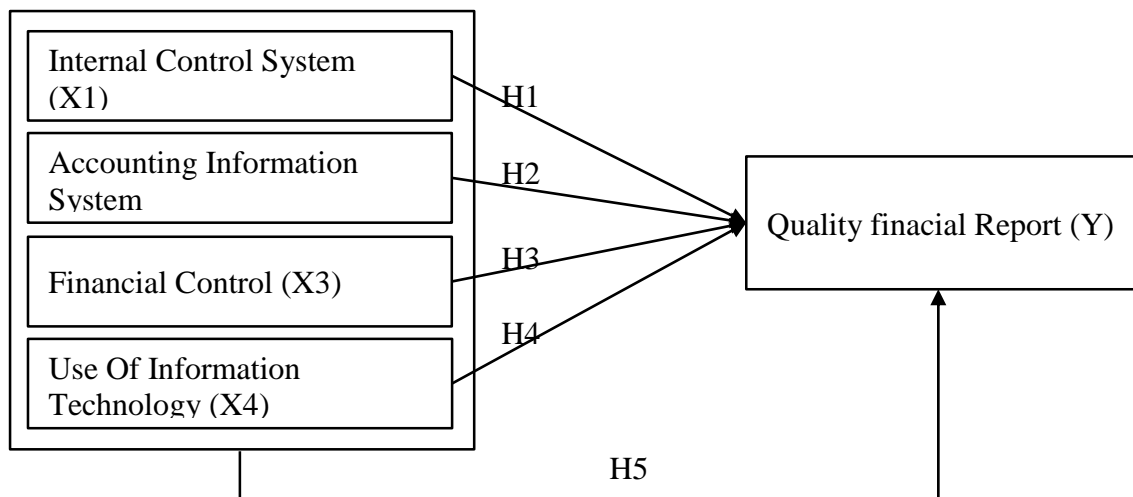 Internal Control System
(X1)
Accounting Information
System
Financial Control (X3)
Use Of Information
Technology (X4)
H1
H2
H3
H4
Quality finacial Report (Y)
H5